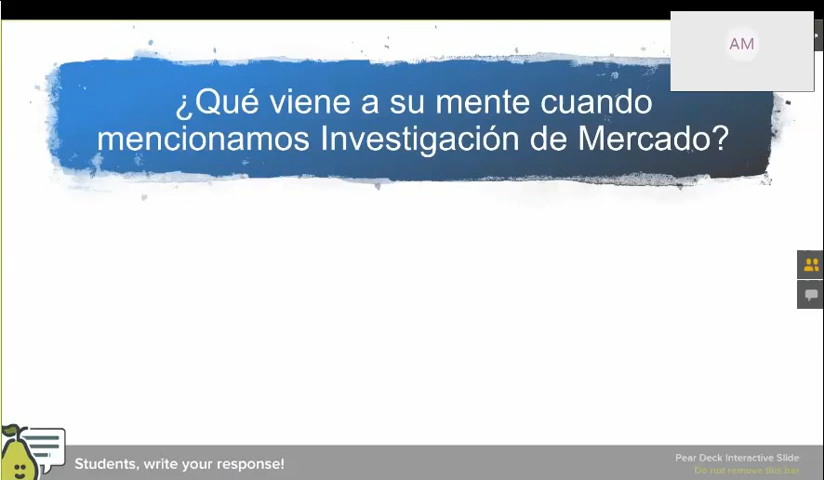 AM
¿Qué viene a su mente cuando
mencionamos Investigación de Mercado?
Students, write your response!
Pear Deck Interactive Slide
Do not remove this bar